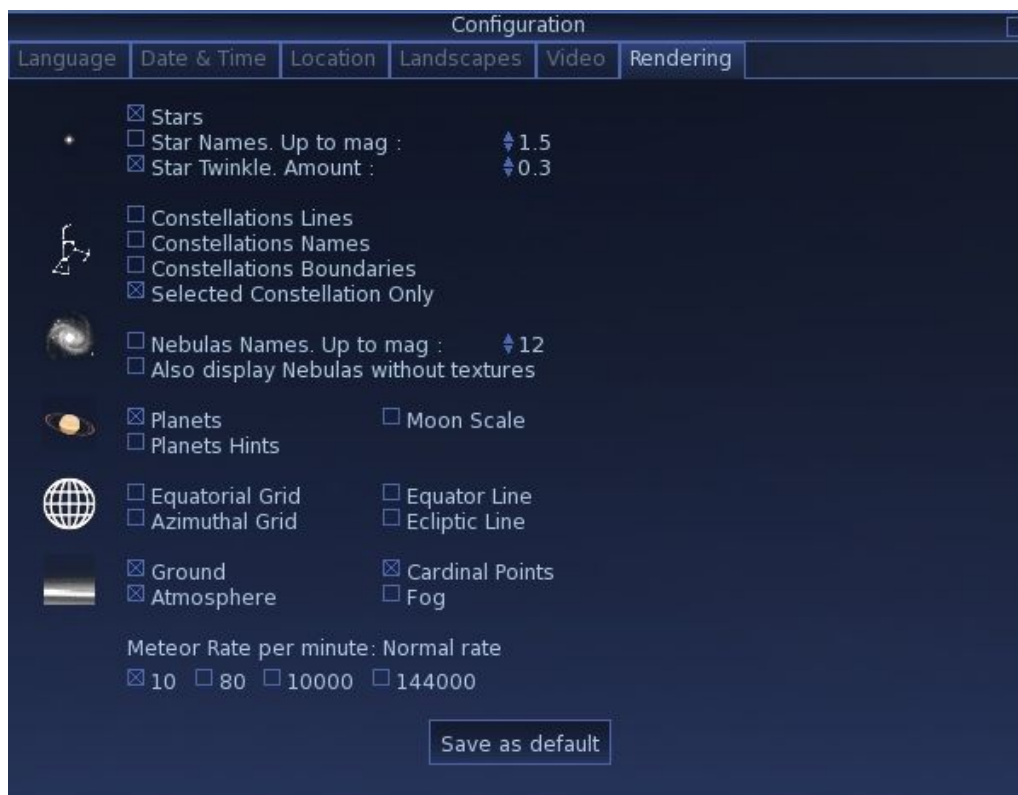 Configuration
Language Date & Time Location Landscapes Video Rendering
Stars
Star Names. Up to mag : 1.5
Star Twinkle. Amount : 0.3
Constellations Lines
Constellations Names
Constellations Boundaries
Selected Constellation Only
Nebulas Names. Up to mag : 12
Also display Nebulas without textures
Planets Moon Scale
Planets Hints
Equatorial Grid Equator Line
Azimuthal Grid Ecliptic Line
Ground Cardinal Points
Atmosphere Fog
Meteor Rate per minute: Normal rate
10 80 10000 144000
Save as default